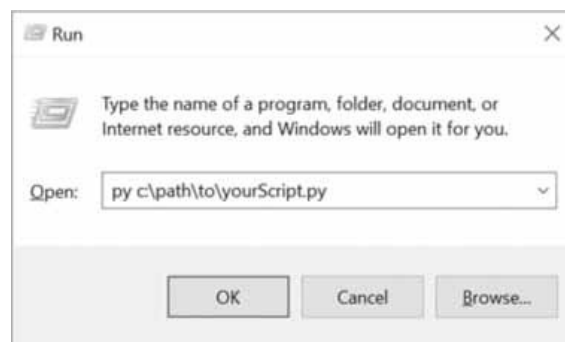 Run
Type the name of a program, folder, document, or
Internet resource, and Windows will open it for you.
Open:
py c:\path\to\yourScript.py
OK
Cancel
Browse...